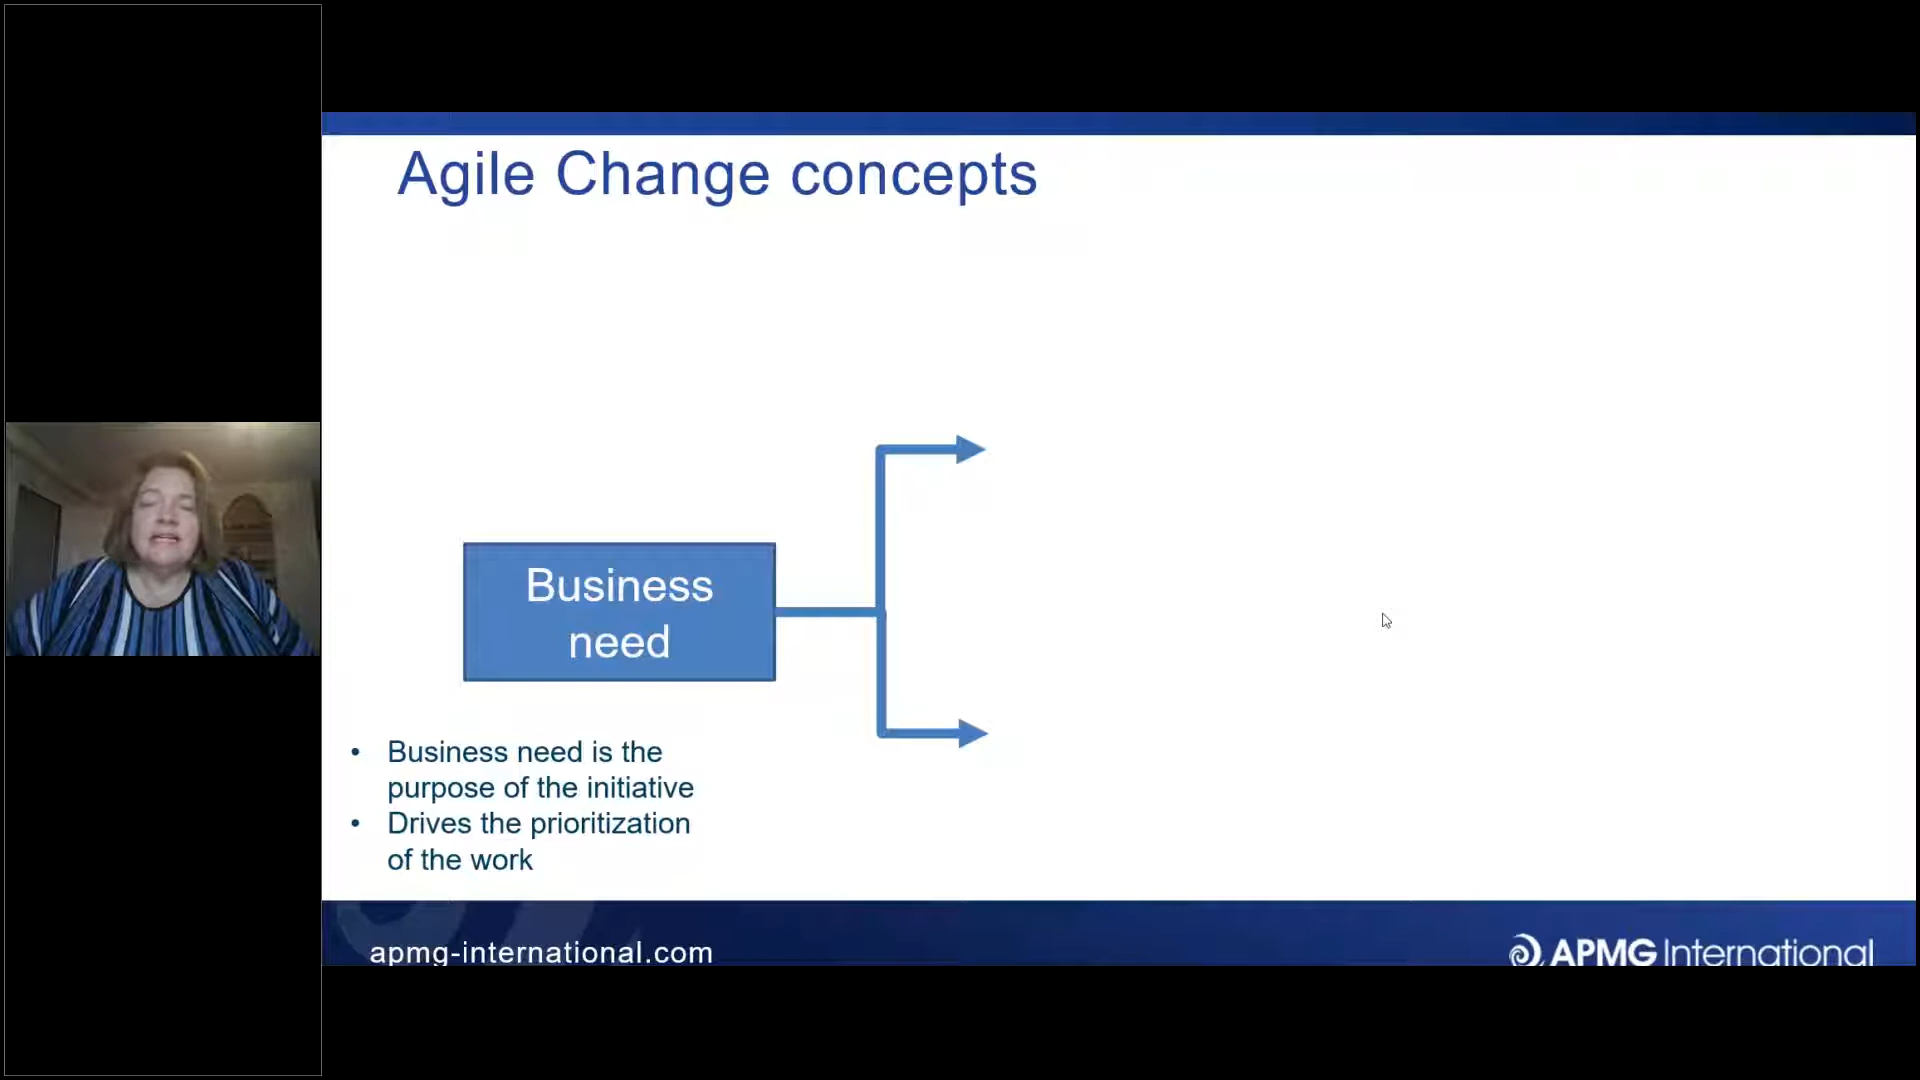 Agile Change concepts
Business
need
• Business need is the
purpose of the initiative
• Drives the prioritization
of the work
apmg-international.com
APMG International